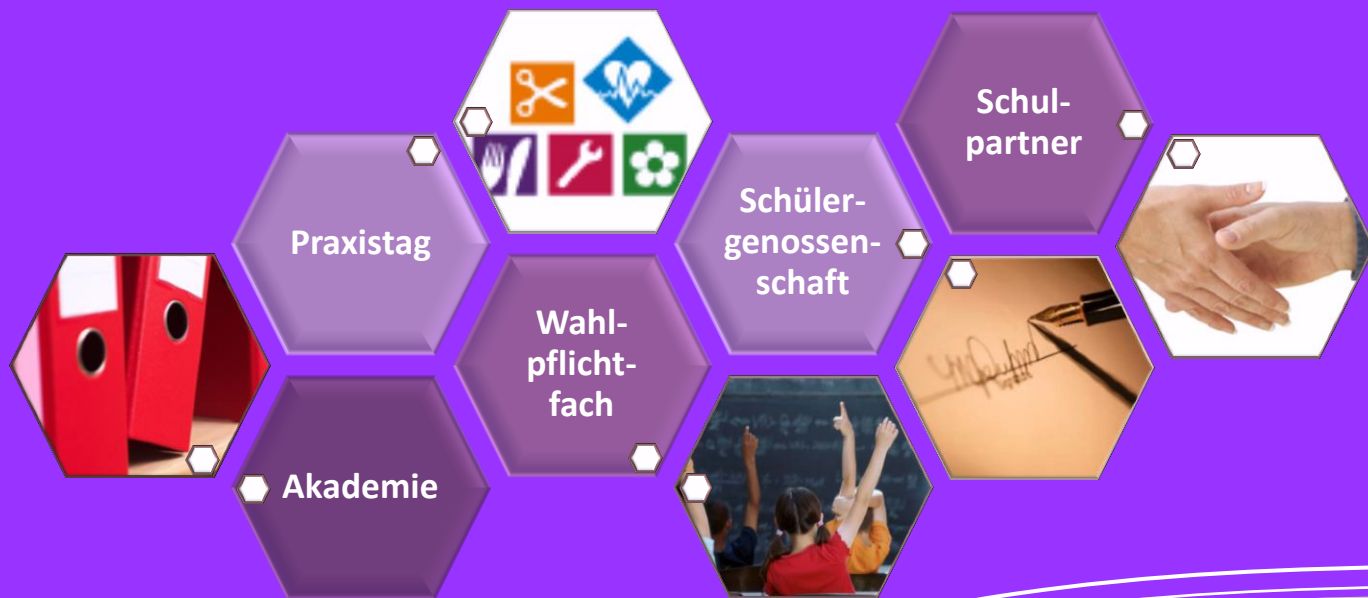 Praxistag
Akademie
Wahl-
pflicht-
fach
Schüler-
genossen-
schaft
Schul-
partner